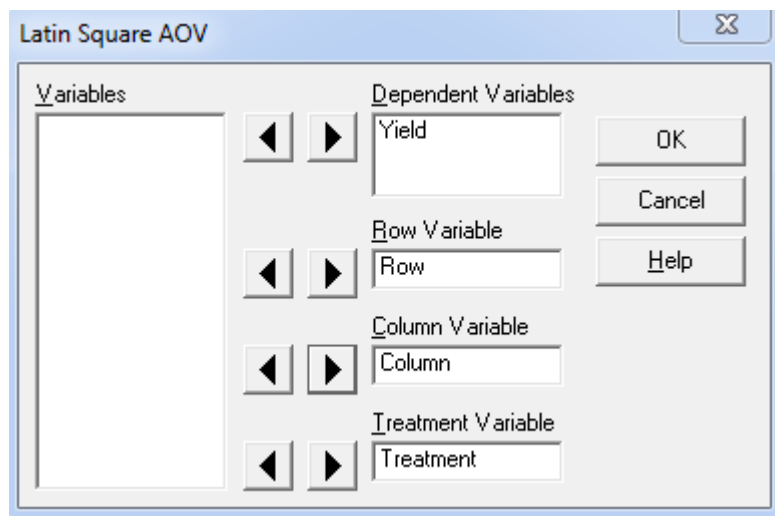 Latin Square AOV
Variables
Dependent Variables
Yield
OK
Cancel
Row Variable
Row
Help
Column Variable
Column
Treatment Variable
Treatment